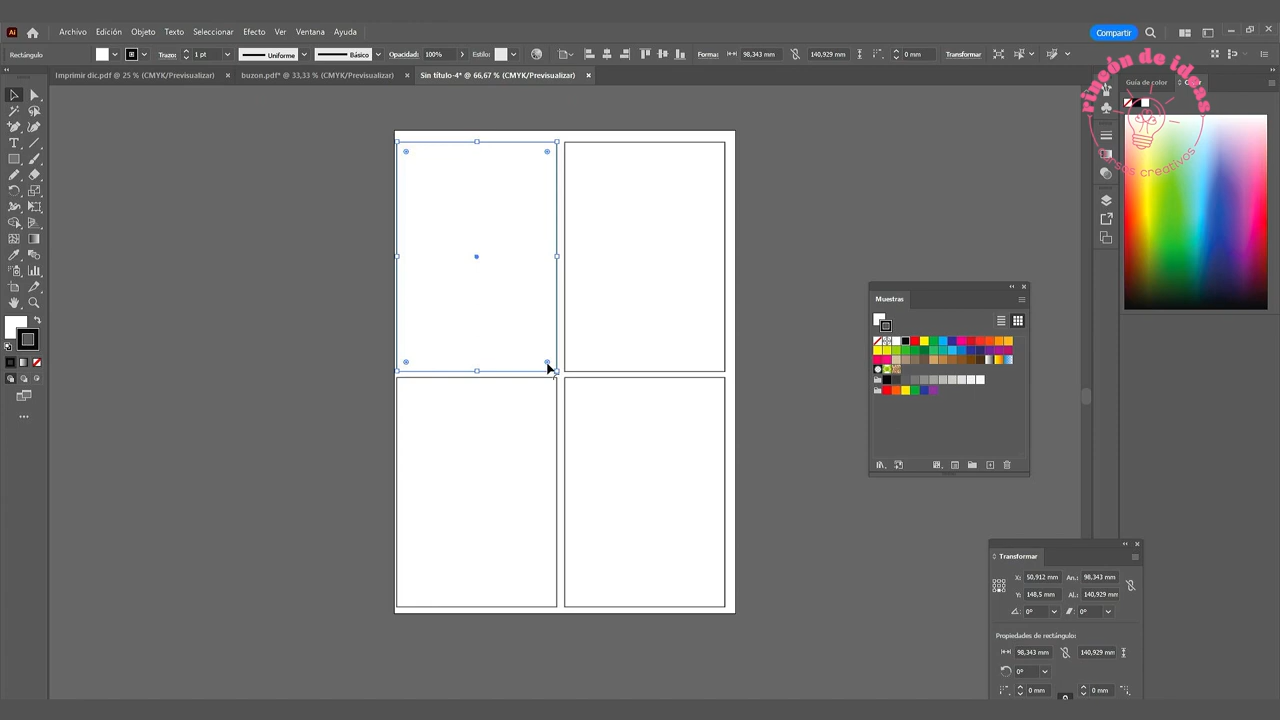 Ai Archivo Edición Objeto Texto Seleccionar Efecto Ver Ventana Ayuda Compartir
Rectángulo Trazo: 1 pt Uniforme Básico Opacidad: 100% Estilo: Forma: 98,343 mm 140,929 mm 0 mm Transformar
Imprimir dic.pdf @ 25 % (CMYK/Previsualizar) × buzon.pdf* @ 33,33 % (CMYK/Previsualizar) × Sin título-4* @ 66,67 % (CMYK/Previsualizar) ×
Guía de color
rincón de ideas
cursos creativos
Muestras
Transformar
X: 50,912 mm An.: 98,343 mm
Y: 148,5 mm Al.: 140,929 mm
0° 0°
Propiedades de rectángulo:
98,343 mm 140,929 mm
0°
0 mm 0 mm